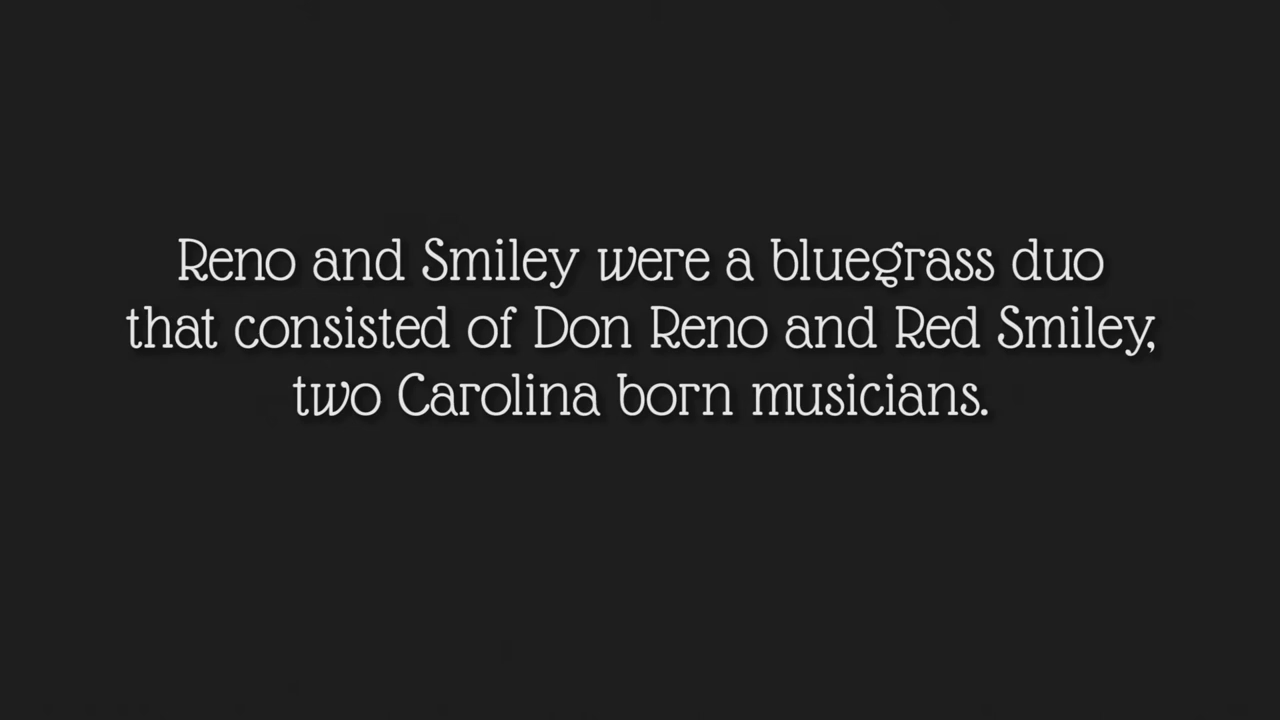 Reno and Smiley were a bluegrass duo
that consisted of Don Reno and Red Smiley,
two Carolina born musicians.